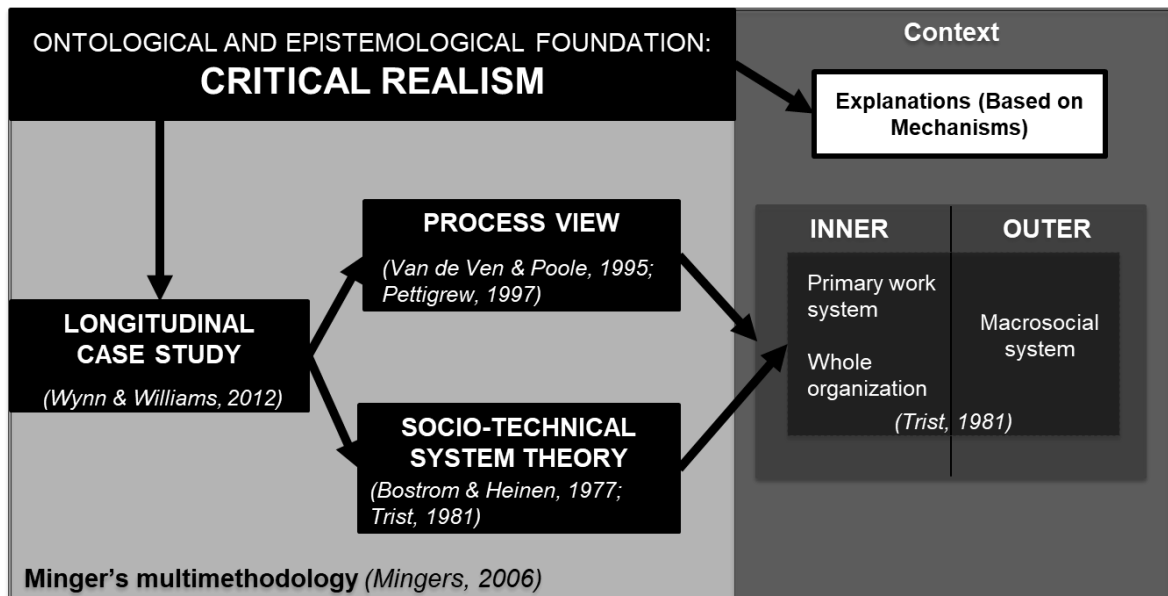 ONTOLOGICAL AND EPISTEMOLOGICAL FOUNDATION:
CRITICAL REALISM
Context
Explanations (Based on
Mechanisms)
PROCESS VIEW
(Van de Ven & Poole, 1995;
Pettigrew, 1997)
LONGITUDINAL
CASE STUDY
(Wynn & Williams, 2012)
SOCIO-TECHNICAL
SYSTEM THEORY
(Bostrom & Heinen, 1977;
Trist, 1981)
INNER
OUTER
Primary work
system
Whole
organization
Macrosocial
system
(Trist, 1981)
Minger's multimethodology (Mingers, 2006)